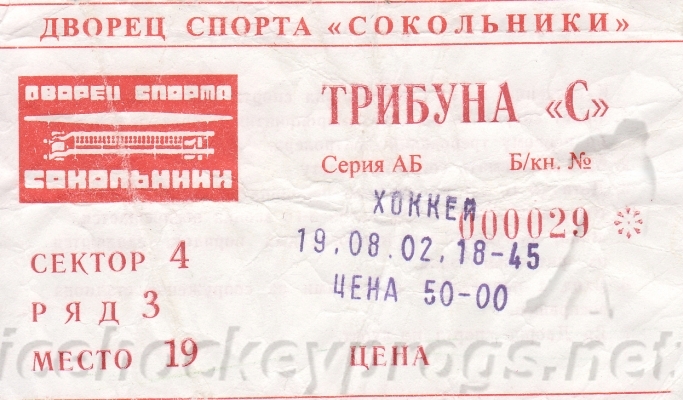 ДВОРЕЦ СПОРТА «СОКОЛЬНИКИ»
ДВОРЕЦ СПОРТА
СОКОЛЬНИКИ
ТРИБУНА «С»
Серия АБ Б/кн. №
ХОККЕЙ
000029
19.08.02.18-45
ЦЕНА 50-00
СЕКТОР 4
РЯД 3
МЕСТО 19
ЦЕНА
icehockeyprogs.net